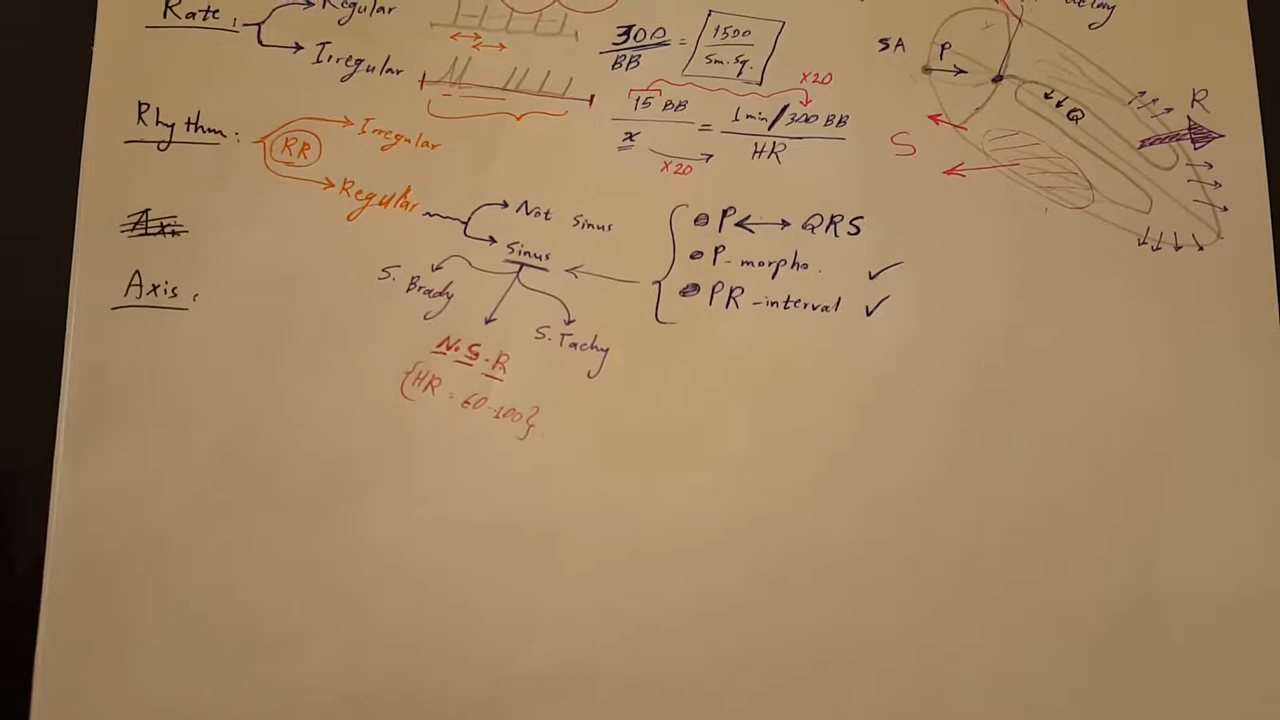 Rate:
Regular
Irregular
300
BB
=
1500
Sm.Sq.
15 BB
x
=
1 min/300 BB
HR
x20
x20
Rhythm:
RR
Irregular
Regular
Not Sinus
Sinus
P ↔ QRS
P-morpho. ✓
PR-interval ✓
S. Brady
N.S.R
{HR = 60-100}
S. Tachy
Axis:
delay
SA
P
Q
R
S